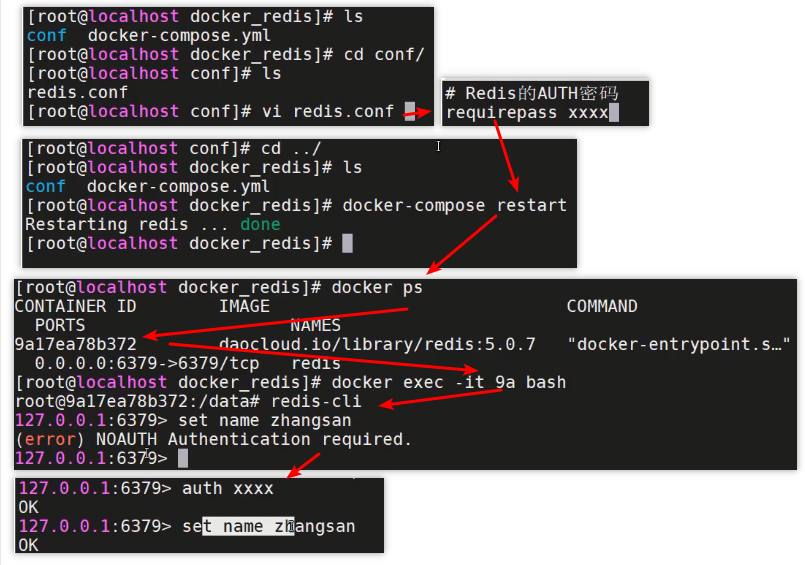 [root@localhost docker_redis]# ls
conf  docker-compose.yml
[root@localhost docker_redis]# cd conf/
[root@localhost conf]# ls
redis.conf
[root@localhost conf]# vi redis.conf
# Redis的AUTH密码
requirepass xxxx
[root@localhost conf]# cd ../
[root@localhost docker_redis]# ls
conf  docker-compose.yml
[root@localhost docker_redis]# docker-compose restart
Restarting redis ... done
[root@localhost docker_redis]#
[root@localhost docker_redis]# docker ps
CONTAINER ID        IMAGE                             COMMAND
  PORTS                    NAMES
9a17ea78b372        daocloud.io/library/redis:5.0.7   "docker-entrypoint.s…"
  0.0.0.0:6379->6379/tcp   redis
[root@localhost docker_redis]# docker exec -it 9a bash
root@9a17ea78b372:/data# redis-cli
127.0.0.1:6379> set name zhangsan
(error) NOAUTH Authentication required.
127.0.0.1:6379>
127.0.0.1:6379> auth xxxx
OK
127.0.0.1:6379> set name zhangsan
OK